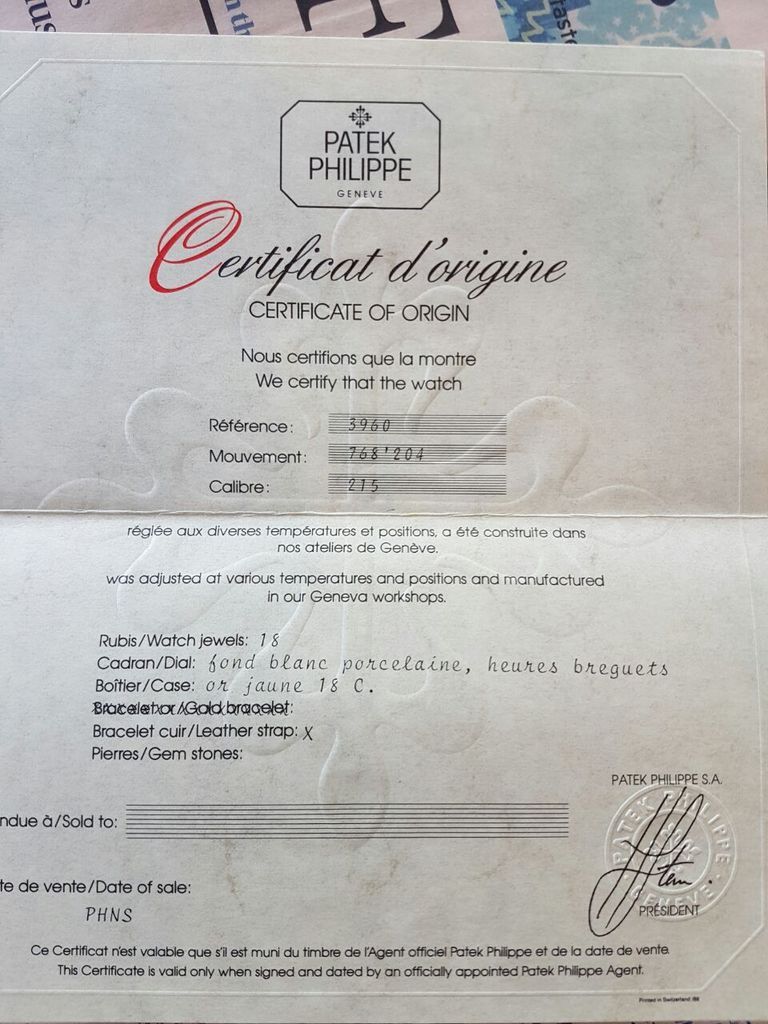 PATEK
PHILIPPE
GENEVE
Certificat d'origine
CERTIFICATE OF ORIGIN
Nous certifions que la montre
We certify that the watch
Référence: 3960
Mouvement: 768'204
Calibre: 215
réglée aux diverses températures et positions, a été construite dans
nos ateliers de Genève.
was adjusted at various temperatures and positions and manufactured
in our Geneva workshops.
Rubis/Watch jewels: 18
Cadran/Dial: fond blanc porcelaine, heures breguets
Boîtier/Case: or jaune 18 C.
Bracelet or/Gold bracelet:
Bracelet cuir/Leather strap: X
Pierres/Gem stones:
PATEK PHILIPPE S.A.
ndue à/Sold to:
PATEK PHILIPPE
GENEVE
PRÉSIDENT
te de vente/Date of sale:
PHNS
Ce Certificat n'est valable que s'il est muni du timbre de l'Agent officiel Patek Philippe et de la date de vente.
This Certificate is valid only when signed and dated by an officially appointed Patek Philippe Agent.
Printed in Switzerland